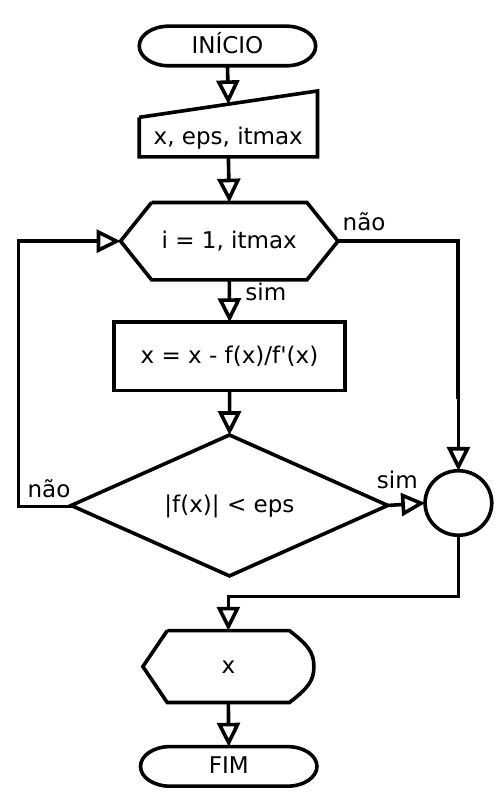 INÍCIO
x, eps, itmax
i = 1, itmax
não
sim
x = x - f(x)/f'(x)
|f(x)| < eps
não
sim
x
FIM